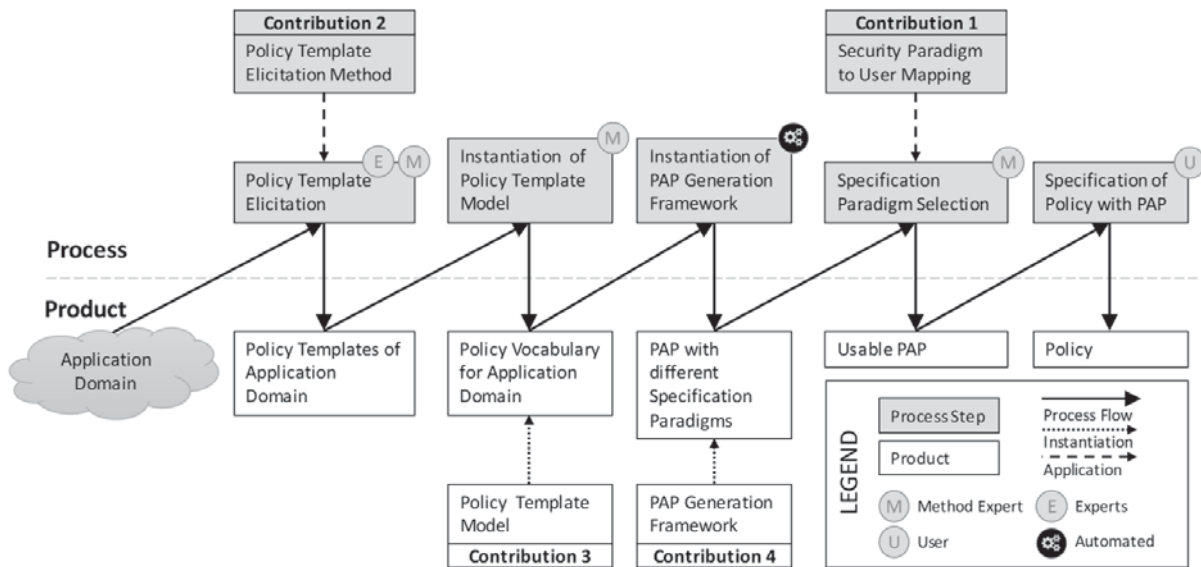 Contribution 2
Policy Template
Elicitation Method
Contribution 1
Security Paradigm
to User Mapping
E
M
Policy Template
Elicitation
M
Instantiation of
Policy Template
Model
Instantiation of
PAP Generation
Framework
M
Specification
Paradigm Selection
U
Specification of
Policy with PAP
Process
Product
Application
Domain
Policy Templates of
Application
Domain
Policy Vocabulary
for Application
Domain
PAP with
different
Specification
Paradigms
Usable PAP
Policy
Policy Template
Model
Contribution 3
PAP Generation
Framework
Contribution 4
LEGEND
Process Step
Product
Process Flow
Instantiation
Application
M Method Expert
E Experts
U User
Automated